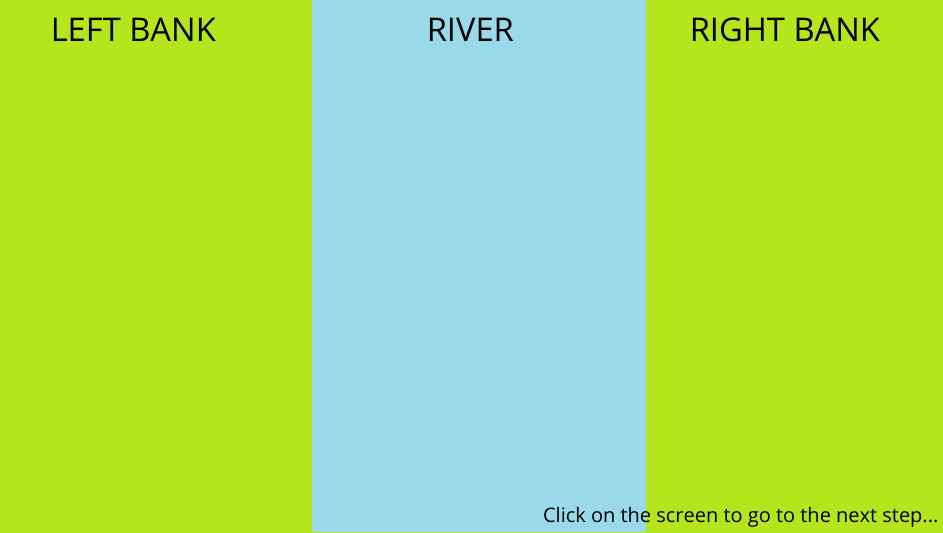 LEFT BANK
RIVER
RIGHT BANK
Click on the screen to go to the next step...